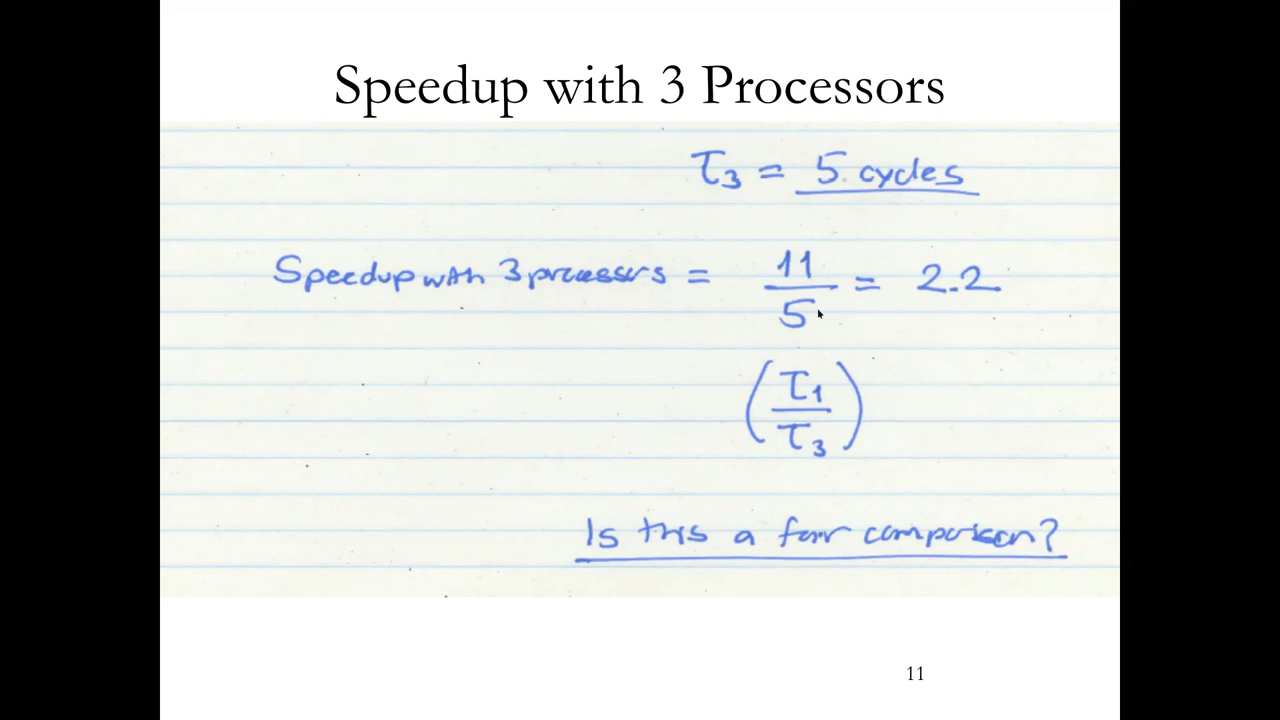 Speedup with 3 Processors
τ₃ = 5 cycles
Speedup with 3 processors = 11/5 = 2.2
(τ₁/τ₃)
Is this a fair comparison?
11